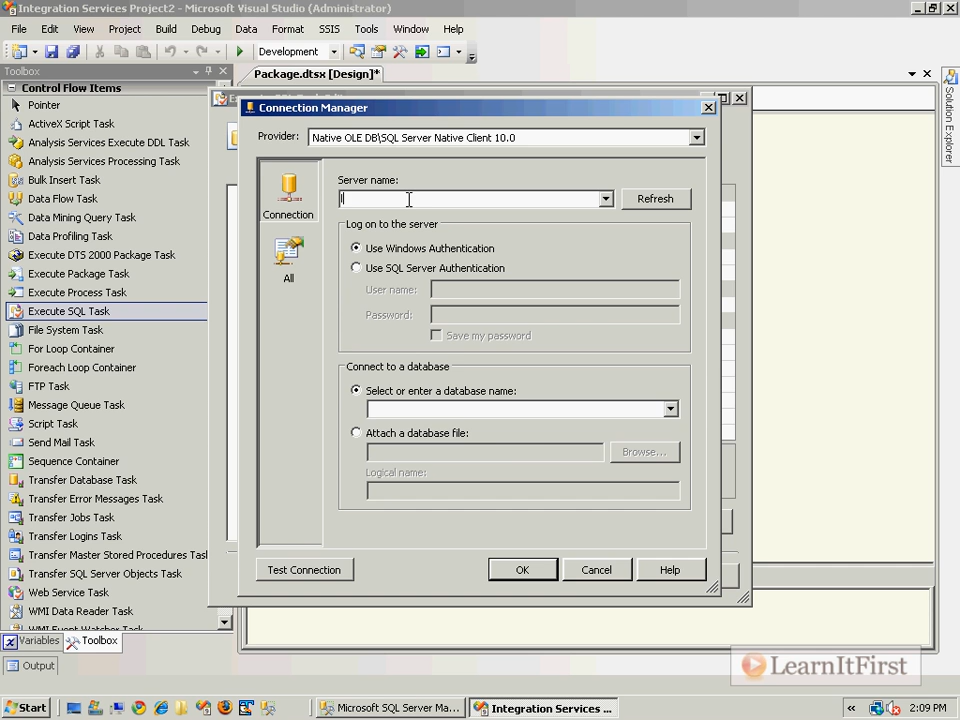 Integration Services Project2 - Microsoft Visual Studio (Administrator)
File Edit View Project Build Debug Data Format SSIS Tools Window Help
Development
Toolbox
Package.dtsx [Design]*
Control Flow Items
Pointer
ActiveX Script Task
Analysis Services Execute DDL Task
Analysis Services Processing Task
Bulk Insert Task
Data Flow Task
Data Mining Query Task
Data Profiling Task
Execute DTS 2000 Package Task
Execute Package Task
Execute Process Task
Execute SQL Task
File System Task
For Loop Container
Foreach Loop Container
FTP Task
Message Queue Task
Script Task
Send Mail Task
Sequence Container
Transfer Database Task
Transfer Error Messages Task
Transfer Jobs Task
Transfer Logins Task
Transfer Master Stored Procedures Task
Transfer SQL Server Objects Task
Web Service Task
WMI Data Reader Task
WMI Event Watcher Task
Variables Toolbox
Output
Connection Manager
Provider: Native OLE DB\SQL Server Native Client 10.0
Connection
All
Server name:
l
Refresh
Log on to the server
Use Windows Authentication
Use SQL Server Authentication
User name:
Password:
Save my password
Connect to a database
Select or enter a database name:
Attach a database file:
Browse...
Logical name:
Test Connection OK Cancel Help
Solution Explorer
LearnItFirst
Start
Microsoft SQL Server Ma...
Integration Services ...
2:09 PM